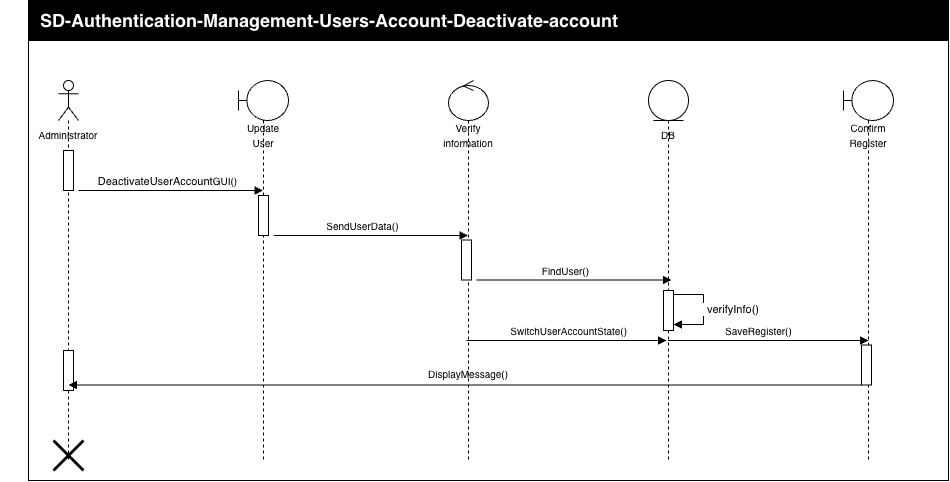 SD-Authentication-Management-Users-Account-Deactivate-account
Administrator
Update
User
Verify
information
DB
Confirm
Register
DeactivateUserAccountGUI()
SendUserData()
FindUser()
verifyInfo()
SwitchUserAccountState()
SaveRegister()
DisplayMessage()